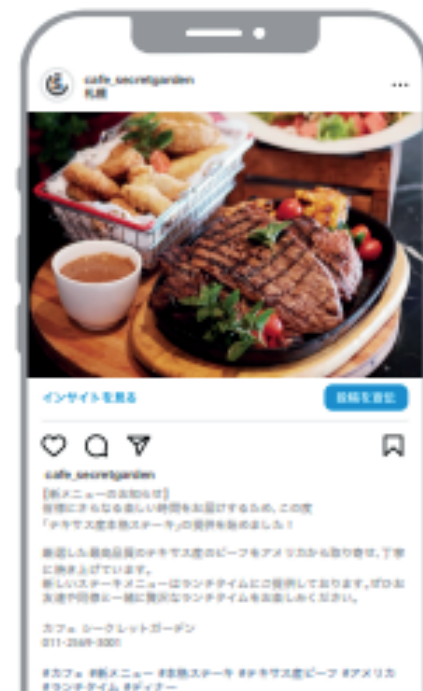 cafe_secretgarden
札幌
インサイトを見る
投稿を宣伝
cafe_secretgarden
【新メニューのお知らせ】
皆様にさらなる楽しい時間をお届けするため、この度
「テキサス産本格ステーキ」の提供を始めました！
厳選した最高品質のテキサス産のビーフをアメリカから取り寄せ、丁寧
に焼き上げています。
新しいステーキメニューはランチタイムにご提供しております。ぜひお
友達や同僚と一緒に贅沢なランチタイムをお楽しみください。
カフェ シークレットガーデン
011-2569-3001
#カフェ #新メニュー #本格ステーキ #テキサス産ビーフ #アメリカ
#ランチタイム #ディナー